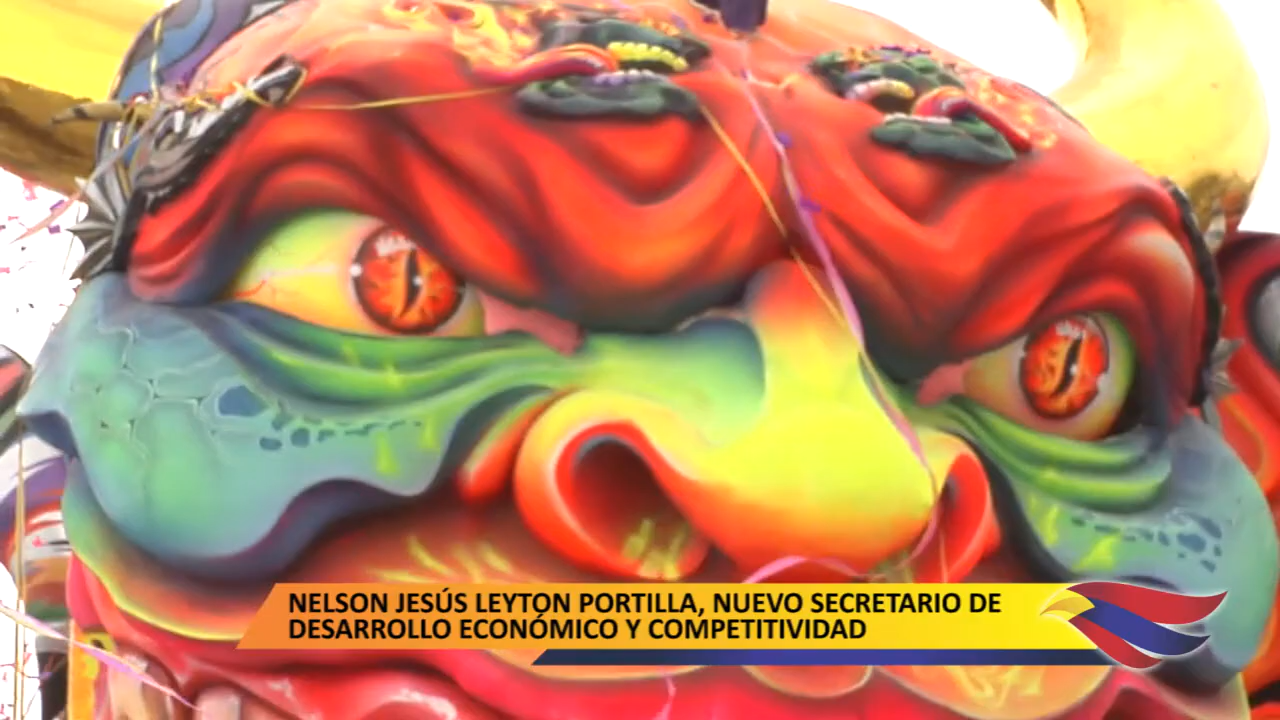 NELSON JESÚS LEYTON PORTILLA, NUEVO SECRETARIO DE
DESARROLLO ECONÓMICO Y COMPETITIVIDAD